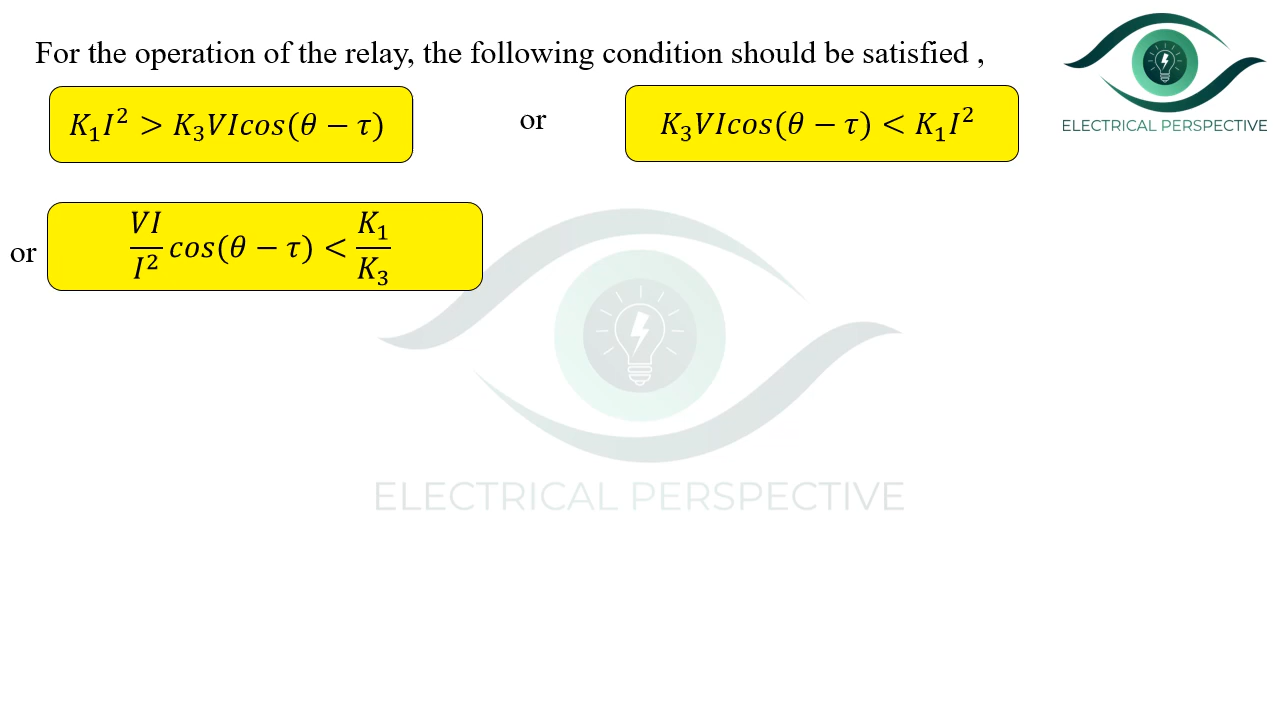 For the operation of the relay, the following condition should be satisfied ,
K₁I² > K₃VIcos(θ − τ) or K₃VIcos(θ − τ) < K₁I²
or VI/I² cos(θ − τ) < K₁/K₃
ELECTRICAL PERSPECTIVE
ELECTRICAL PERSPECTIVE